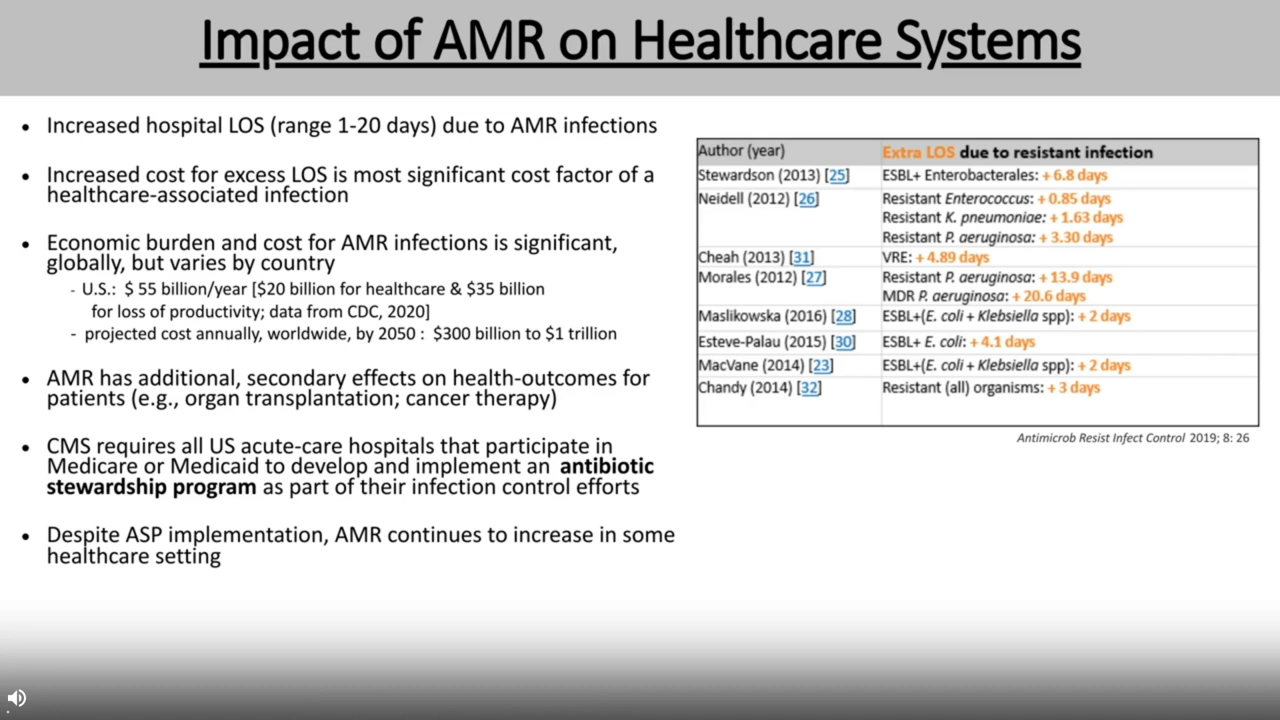 Impact of AMR on Healthcare Systems
• Increased hospital LOS (range 1-20 days) due to AMR infections
• Increased cost for excess LOS is most significant cost factor of a
healthcare-associated infection
• Economic burden and cost for AMR infections is significant,
globally, but varies by country
- U.S.: $ 55 billion/year [$20 billion for healthcare & $35 billion
for loss of productivity; data from CDC, 2020]
- projected cost annually, worldwide, by 2050 : $300 billion to $1 trillion
• AMR has additional, secondary effects on health-outcomes for
patients (e.g., organ transplantation; cancer therapy)
• CMS requires all US acute-care hospitals that participate in
Medicare or Medicaid to develop and implement an antibiotic
stewardship program as part of their infection control efforts
• Despite ASP implementation, AMR continues to increase in some
healthcare setting
Author (year) Extra LOS due to resistant infection
Stewardson (2013) [25] ESBL+ Enterobacterales: + 6.8 days
Neidell (2012) [26] Resistant Enterococcus: + 0.85 days
Resistant K. pneumoniae: + 1.63 days
Resistant P. aeruginosa: + 3.30 days
Cheah (2013) [31] VRE: + 4.89 days
Morales (2012) [27] Resistant P. aeruginosa: + 13.9 days
MDR P. aeruginosa: + 20.6 days
Maslikowska (2016) [28] ESBL+(E. coli + Klebsiella spp): + 2 days
Esteve-Palau (2015) [30] ESBL+ E. coli: + 4.1 days
MacVane (2014) [23] ESBL+(E. coli + Klebsiella spp): + 2 days
Chandy (2014) [32] Resistant (all) organisms: + 3 days
Antimicrob Resist Infect Control 2019; 8: 26